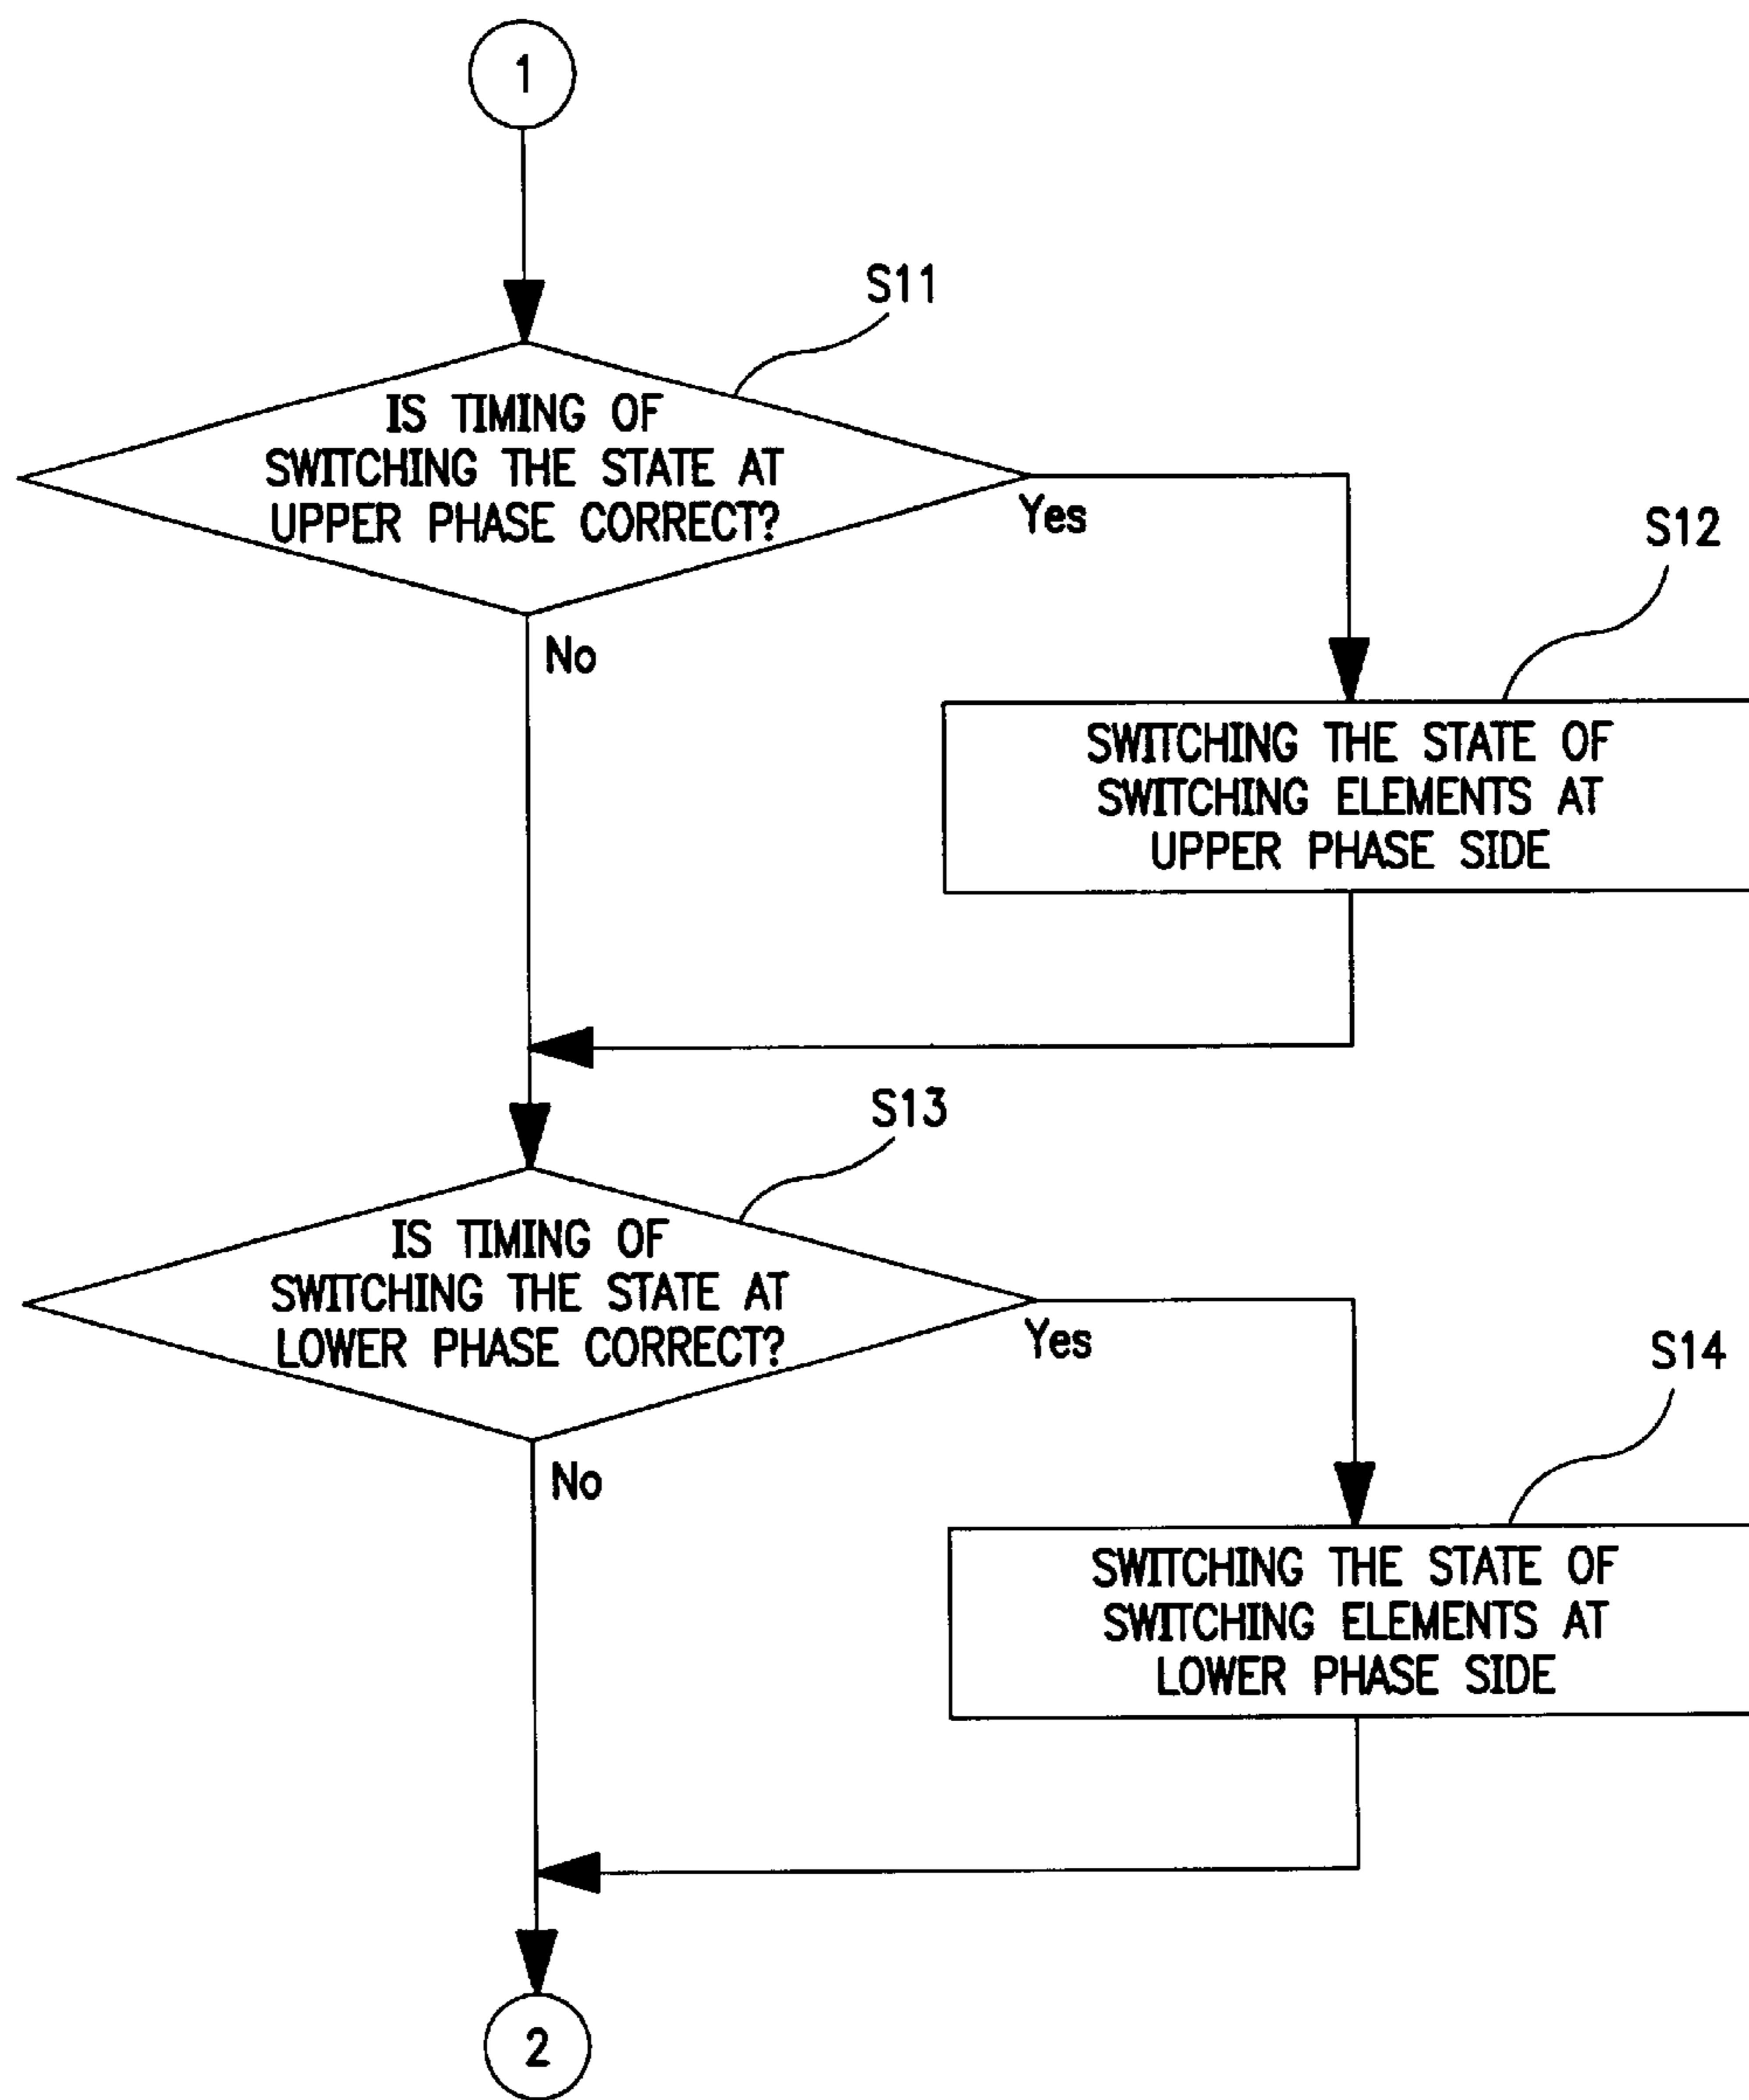 1
S11
IS TIMING OF
SWITCHING THE STATE AT
UPPER PHASE CORRECT?
Yes
No
S12
SWITCHING THE STATE OF
SWITCHING ELEMENTS AT
UPPER PHASE SIDE
S13
IS TIMING OF
SWITCHING THE STATE AT
LOWER PHASE CORRECT?
Yes
No
S14
SWITCHING THE STATE OF
SWITCHING ELEMENTS AT
LOWER PHASE SIDE
2